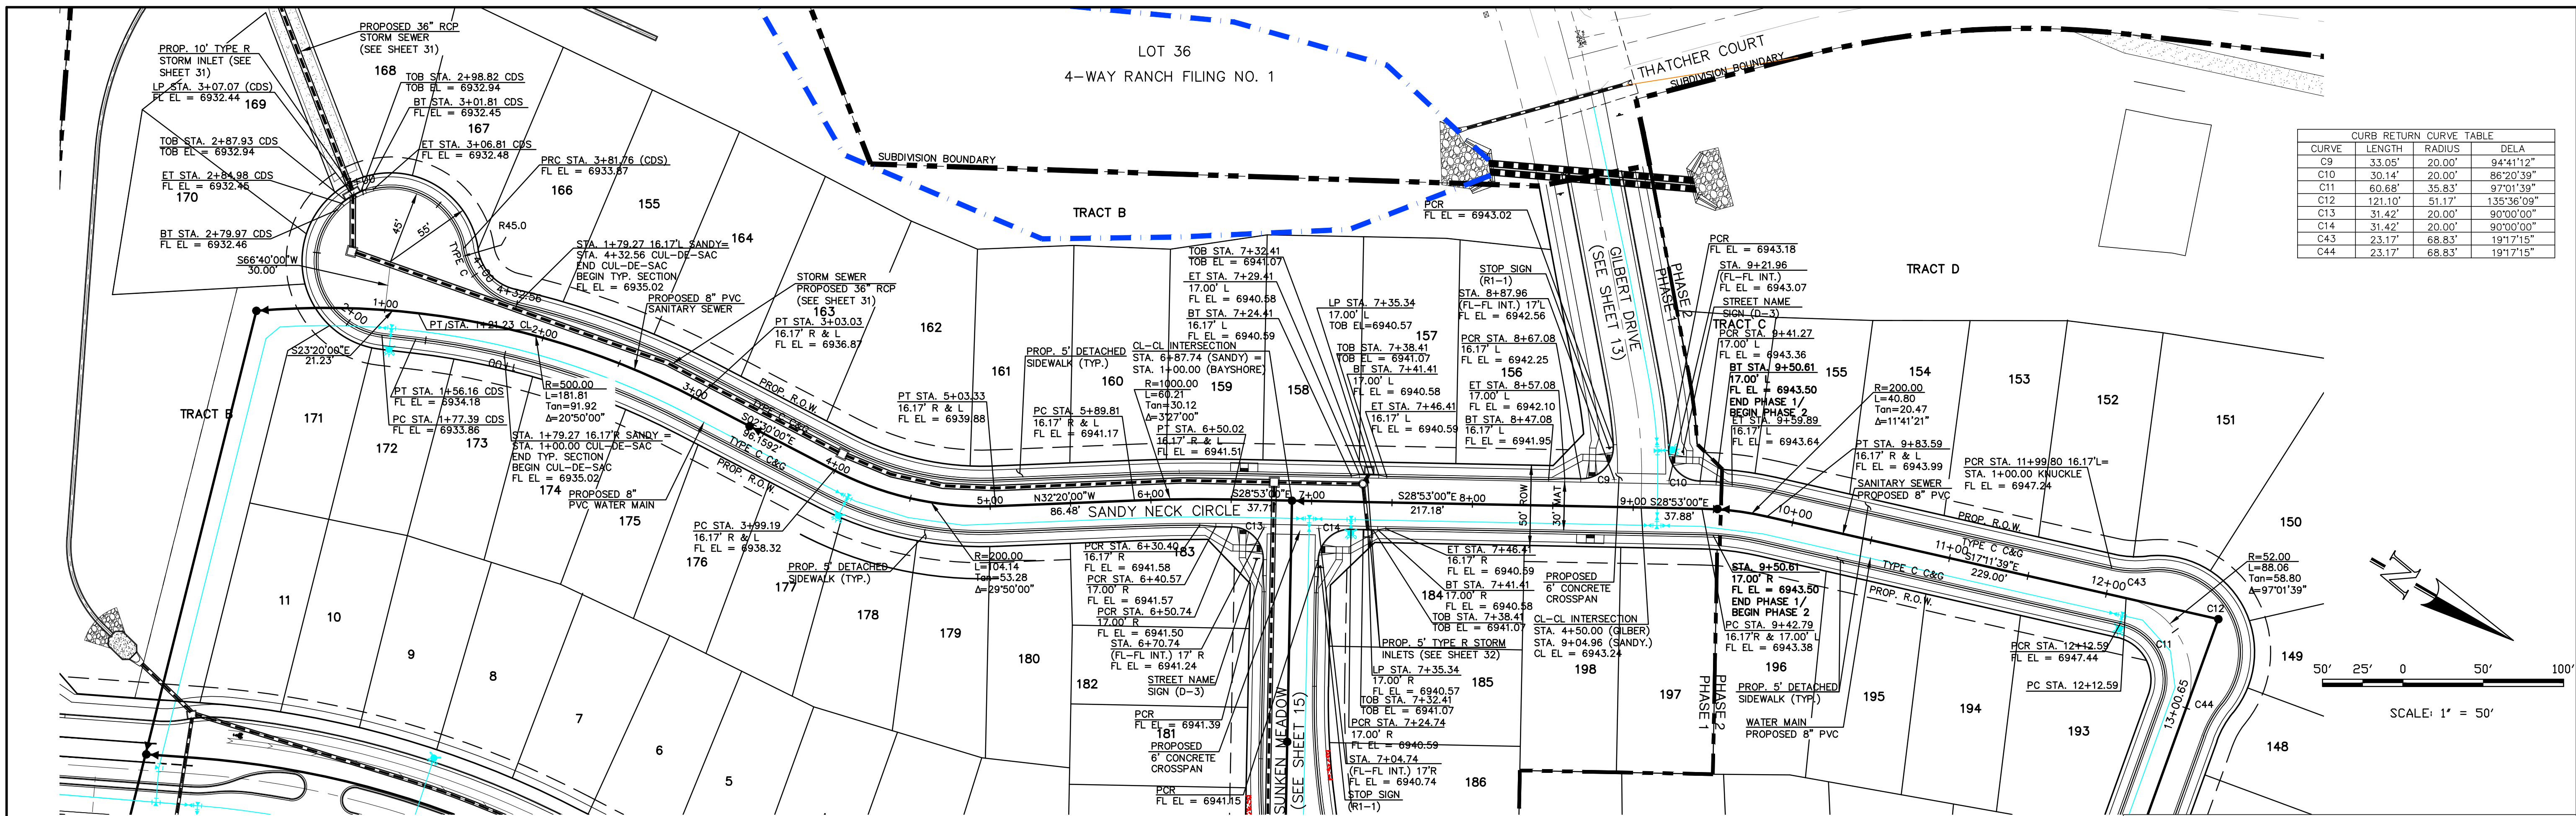 LOT 36
4-WAY RANCH FILING NO. 1
THATCHER COURT
SUBDIVISION BOUNDARY
SUBDIVISION BOUNDARY
PROPOSED 36" RCP
STORM SEWER
(SEE SHEET 31)
168
PROP. 10' TYPE R
STORM INLET (SEE
SHEET 31)
LP STA. 3+07.07 (CDS)
FL EL = 6932.44
169
TOB STA. 2+98.82 CDS
TOB EL = 6932.94
BT STA. 3+01.81 CDS
FL EL = 6932.45
167
ET STA. 3+06.81 CDS
FL EL = 6932.48
PRC STA. 3+81.76 (CDS)
FL EL = 6933.87
166
TOB STA. 2+87.93 CDS
TOB EL = 6932.94
ET STA. 2+84.98 CDS
FL EL = 6932.45
170
BT STA. 2+79.97 CDS
FL EL = 6932.46
S66°40'00"W
30.00'
45'
55'
TYPE C
R45.0
155
164
STA. 1+79.27 16.17'L SANDY=
STA. 4+32.56 CUL-DE-SAC
END CUL-DE-SAC
BEGIN TYP. SECTION
FL EL = 6935.02
4+00
4+32.56
PROPOSED 8" PVC
SANITARY SEWER
STORM SEWER
PROPOSED 36" RCP
(SEE SHEET 31)
163
PT STA. 3+03.03
16.17' R & L
FL EL = 6936.87
162
161
TRACT B
PROP. 5' DETACHED
SIDEWALK (TYP.)
160
CL-CL INTERSECTION
STA. 6+87.74 (SANDY) =
STA. 1+00.00 (BAYSHORE)
159
R=1000.00
L=60.21
Tan=30.12
Δ=3°27'00"
PT STA. 5+03.33
16.17' R & L
FL EL = 6939.88
PC STA. 5+89.81
16.17' R & L
FL EL = 6941.17
PT STA. 6+50.02
16.17' R & L
FL EL = 6941.51
TOB STA. 7+32.41
TOB EL = 6941.07
ET STA. 7+29.41
17.00' L
FL EL = 6940.58
BT STA. 7+24.41
16.17' L
FL EL = 6940.59
158
LP STA. 7+35.34
17.00' L
TOB EL=6940.57
157
TOB STA. 7+38.41
TOB EL = 6941.07
BT STA. 7+41.41
17.00' L
FL EL = 6940.58
ET STA. 7+46.41
16.17' L
FL EL = 6940.59
PCR
FL EL = 6943.02
STOP SIGN
(R1-1)
STA. 8+87.96
(FL-FL INT.) 17'L
FL EL = 6942.56
PCR STA. 8+67.08
16.17' L
FL EL = 6942.25
156
ET STA. 8+57.08
17.00' L
FL EL = 6942.10
BT STA. 8+47.08
16.17' L
FL EL = 6941.95
GILBERT DRIVE
(SEE SHEET 13)
PHASE 2
PHASE 1
PCR
FL EL = 6943.18
STA. 9+21.96
(FL-FL INT.)
FL EL = 6943.07
STREET NAME
SIGN (D-3)
TRACT C
PCR STA. 9+41.27
17.00' L
FL EL = 6943.36
BT STA. 9+50.61
17.00' L
FL EL = 6943.50
END PHASE 1/
BEGIN PHASE 2
ET STA. 9+59.89
16.17' L
FL EL = 6943.64
155
TRACT D
154
R=200.00
L=40.80
Tan=20.47
Δ=11°41'21"
PT STA. 9+83.59
16.17' R & L
FL EL = 6943.99
153
152
151
150
PCR STA. 11+99.80 16.17'L=
STA. 1+00.00 KNUCKLE
FL EL = 6947.24
SANITARY SEWER
PROPOSED 8" PVC
CURB RETURN CURVE TABLE
CURVE LENGTH RADIUS DELA
C9 33.05' 20.00' 94°41'12"
C10 30.14' 20.00' 86°20'39"
C11 60.68' 35.83' 97°01'39"
C12 121.10' 51.17' 135°36'09"
C13 31.42' 20.00' 90°00'00"
C14 31.42' 20.00' 90°00'00"
C43 23.17' 68.83' 19°17'15"
C44 23.17' 68.83' 19°17'15"
1+00
2+00
PT STA. 1+21.23 CL
2+00
S23°20'00"E
21.23'
TRACT B
171
172
173
PT STA. 1+56.16 CDS
FL EL = 6934.18
PC STA. 1+77.39 CDS
FL EL = 6933.86
R=500.00
L=181.81
Tan=91.92
Δ=20°50'00"
STA. 1+79.27 16.17'R SANDY =
STA. 1+00.00 CUL-DE-SAC
END TYP. SECTION
BEGIN CUL-DE-SAC
FL EL = 6935.02
174
PROPOSED 8"
PVC WATER MAIN
175
3+00
S02°30'00"E
96.1592'
TYPE C C&G
PROP. R.O.W.
TYPE C C&G
PROP. R.O.W.
4+00
PC STA. 3+99.19
16.17' R & L
FL EL = 6938.32
176
177
PROP. 5' DETACHED
SIDEWALK (TYP.)
178
179
180
R=200.00
L=104.14
Tan=53.28
Δ=29°50'00"
5+00
N32°20'00"W
86.48'
6+00
SANDY NECK CIRCLE
S28°53'00"E
37.71'
7+00
S28°53'00"E
217.18'
8+00
50' ROW
30' MAT
9+00
S28°53'00"E
37.88'
C9
C10
C13
C14
10+00
11+00
TYPE C C&G
S17°11'39"E
229.00'
PROP. R.O.W.
TYPE C C&G
PROP. R.O.W.
12+00
C43
C12
C11
C44
13+00.65
R=52.00
L=88.06
Tan=58.80
Δ=97°01'39"
149
148
PCR STA. 12+12.59
FL EL = 6947.44
PC STA. 12+12.59
PCR STA. 6+30.40
16.17' R
FL EL = 6941.58
183
PCR STA. 6+40.57
17.00' R
FL EL = 6941.57
PCR STA. 6+50.74
17.00' R
FL EL = 6941.50
STA. 6+70.74
(FL-FL INT.) 17' R
FL EL = 6941.24
182
STREET NAME
SIGN (D-3)
PCR
FL EL = 6941.39
181
PROPOSED
6' CONCRETE
CROSSPAN
PCR
FL EL = 6941.15
SUNKEN MEADOW
(SEE SHEET 15)
ET STA. 7+46.41
16.17' R
FL EL = 6940.59
BT STA. 7+41.41
184
17.00' R
FL EL = 6940.58
TOB STA. 7+38.41
TOB EL = 6941.07
PROP. 5' TYPE R STORM
INLETS (SEE SHEET 32)
LP STA. 7+35.34
17.00' R
FL EL = 6940.57
185
TOB STA. 7+32.41
TOB EL = 6941.07
PCR STA. 7+24.74
17.00' R
FL EL = 6940.59
STA. 7+04.74
(FL-FL INT.) 17'R
FL EL = 6940.74
186
STOP SIGN
(R1-1)
PROPOSED
6' CONCRETE
CROSSPAN
CL-CL INTERSECTION
STA. 4+50.00 (GILBER)
STA. 9+04.96 (SANDY.)
CL EL = 6943.24
198
197
PHASE 2
PHASE 1
STA. 9+50.61
17.00' R
FL EL = 6943.50
END PHASE 1/
BEGIN PHASE 2
PC STA. 9+42.79
16.17'R & 17.00' L
FL EL = 6943.38
196
PROP. 5' DETACHED
SIDEWALK (TYP.)
WATER MAIN
PROPOSED 8" PVC
195
194
193
11
10
9
8
7
6
5
N
50' 25' 0 50' 100'
SCALE: 1" = 50'